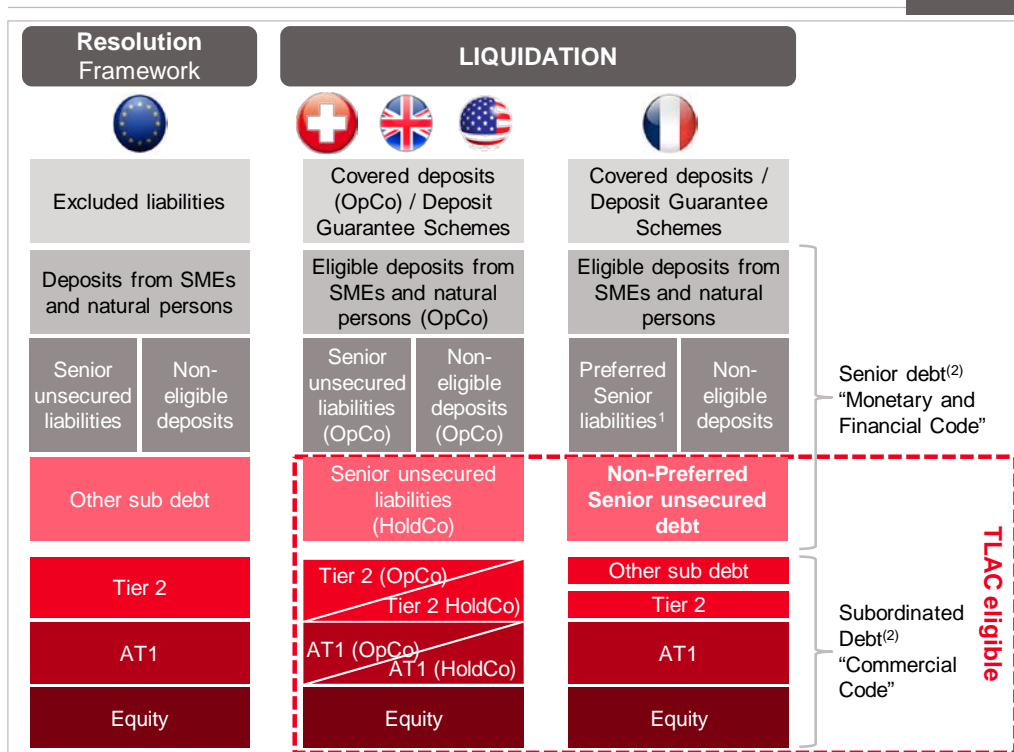 Resolution
Framework
LIQUIDATION
Excluded liabilities
Covered deposits
(OpCo) / Deposit
Guarantee Schemes
Covered deposits /
Deposit Guarantee
Schemes
Deposits from SMEs
and natural persons
Eligible deposits from
SMEs and natural
persons (OpCo)
Eligible deposits from
SMEs and natural
persons
Senior
unsecured
liabilities
Non-
eligible
deposits
Senior
unsecured
liabilities
(OpCo)
Non-
eligible
deposits
(OpCo)
Preferred
Senior
liabilities1
Non-
eligible
deposits
Senior debt(2)
“Monetary and
Financial Code”
Other sub debt
Senior unsecured
liabilities
(HoldCo)
Non-Preferred
Senior unsecured
debt
Tier 2
Tier 2 (OpCo)
Tier 2 HoldCo)
Other sub debt
Tier 2
AT1
AT1 (OpCo)
AT1 (HoldCo)
AT1
Subordinated
Debt(2)
“Commercial
Code”
Equity
Equity
Equity
TLAC eligible